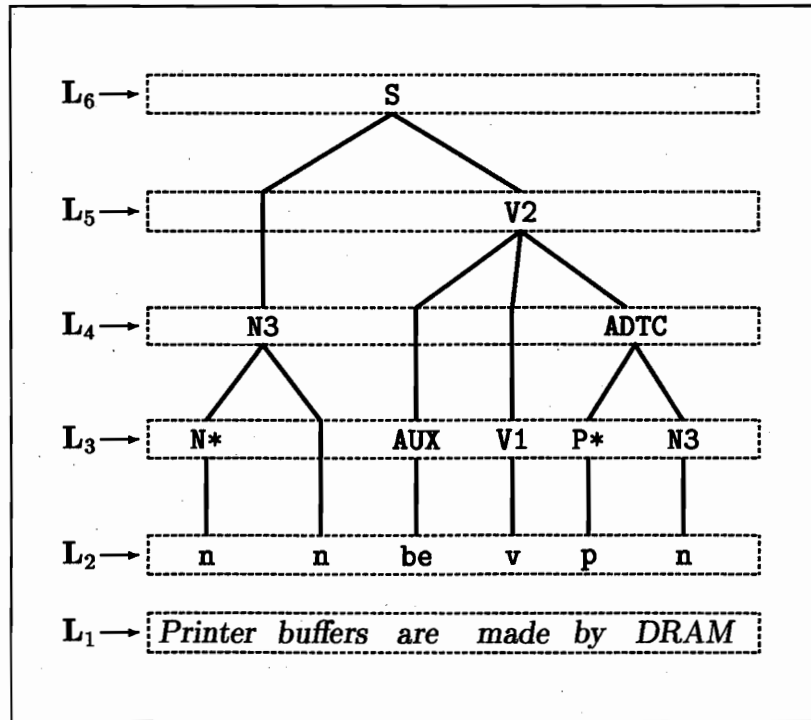 L6 S
L5 V2
L4 N3 ADTC
L3 N* AUX V1 P* N3
L2 n n be v p n
L1 Printer buffers are made by DRAM